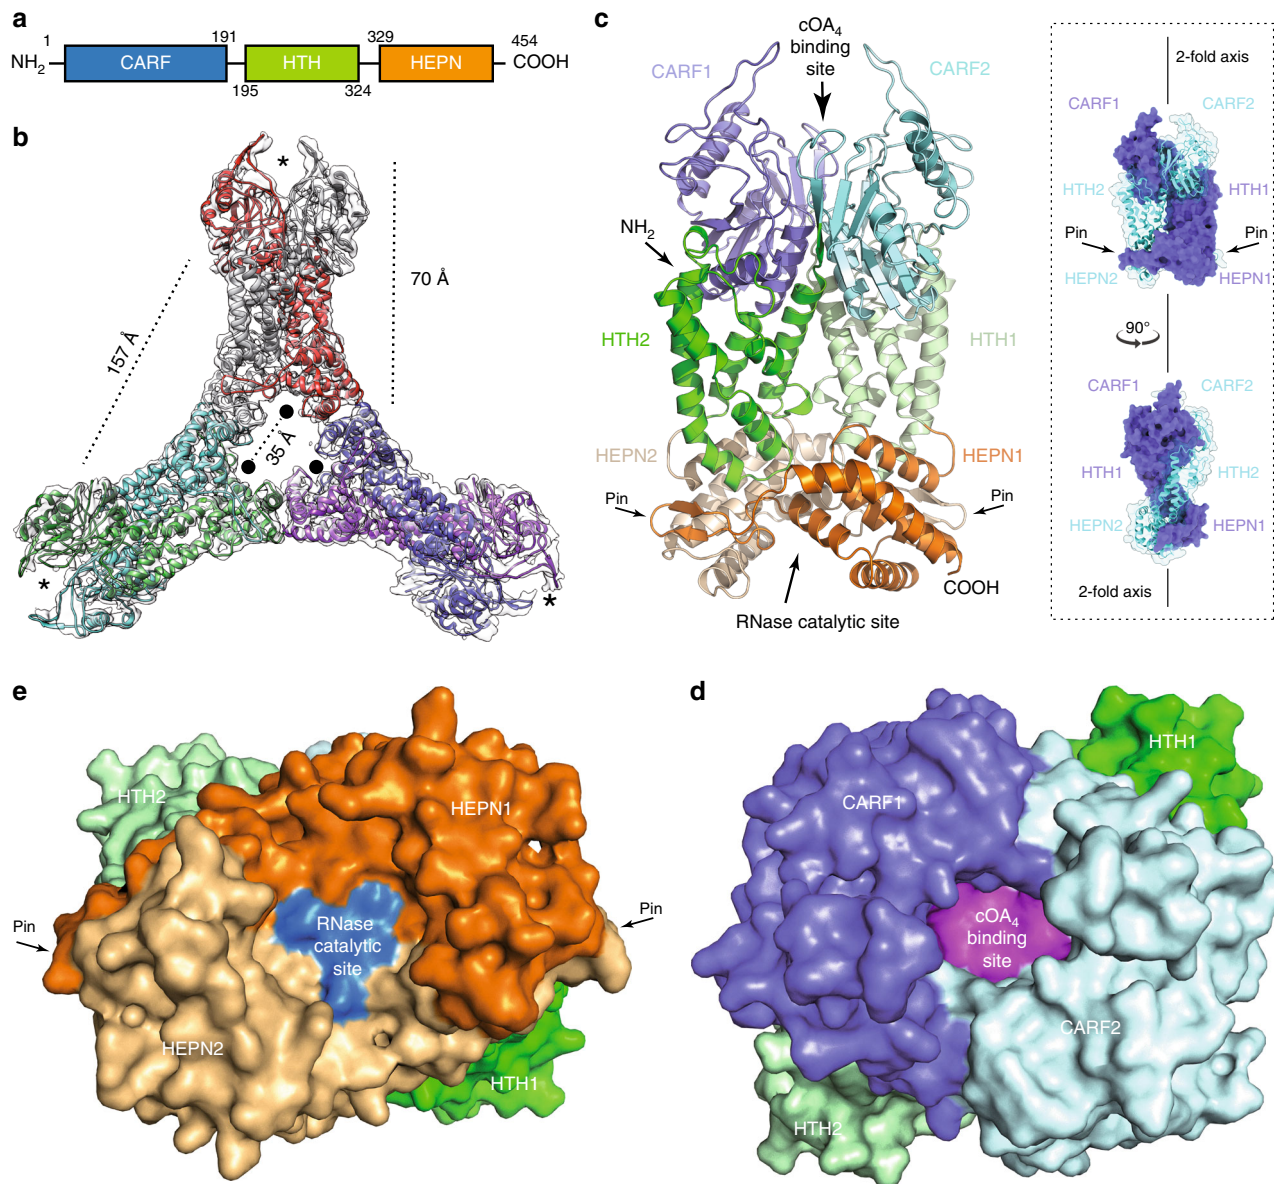 a
1
191
329
454
NH2
CARF
HTH
HEPN
COOH
195
324
b
*
70 Å
157 Å
35 Å
*
*
c
cOA4
binding
site
CARF1
CARF2
NH2
HTH2
HTH1
HEPN2
HEPN1
Pin
Pin
COOH
RNase catalytic site
2-fold axis
CARF1
CARF2
HTH2
HTH1
Pin
Pin
HEPN2
HEPN1
90°
CARF1
CARF2
HTH1
HTH2
HEPN2
HEPN1
2-fold axis
e
HTH2
HEPN1
Pin
Pin
RNase
catalytic
site
HEPN2
HTH1
d
HTH1
CARF1
cOA4
binding
site
CARF2
HTH2